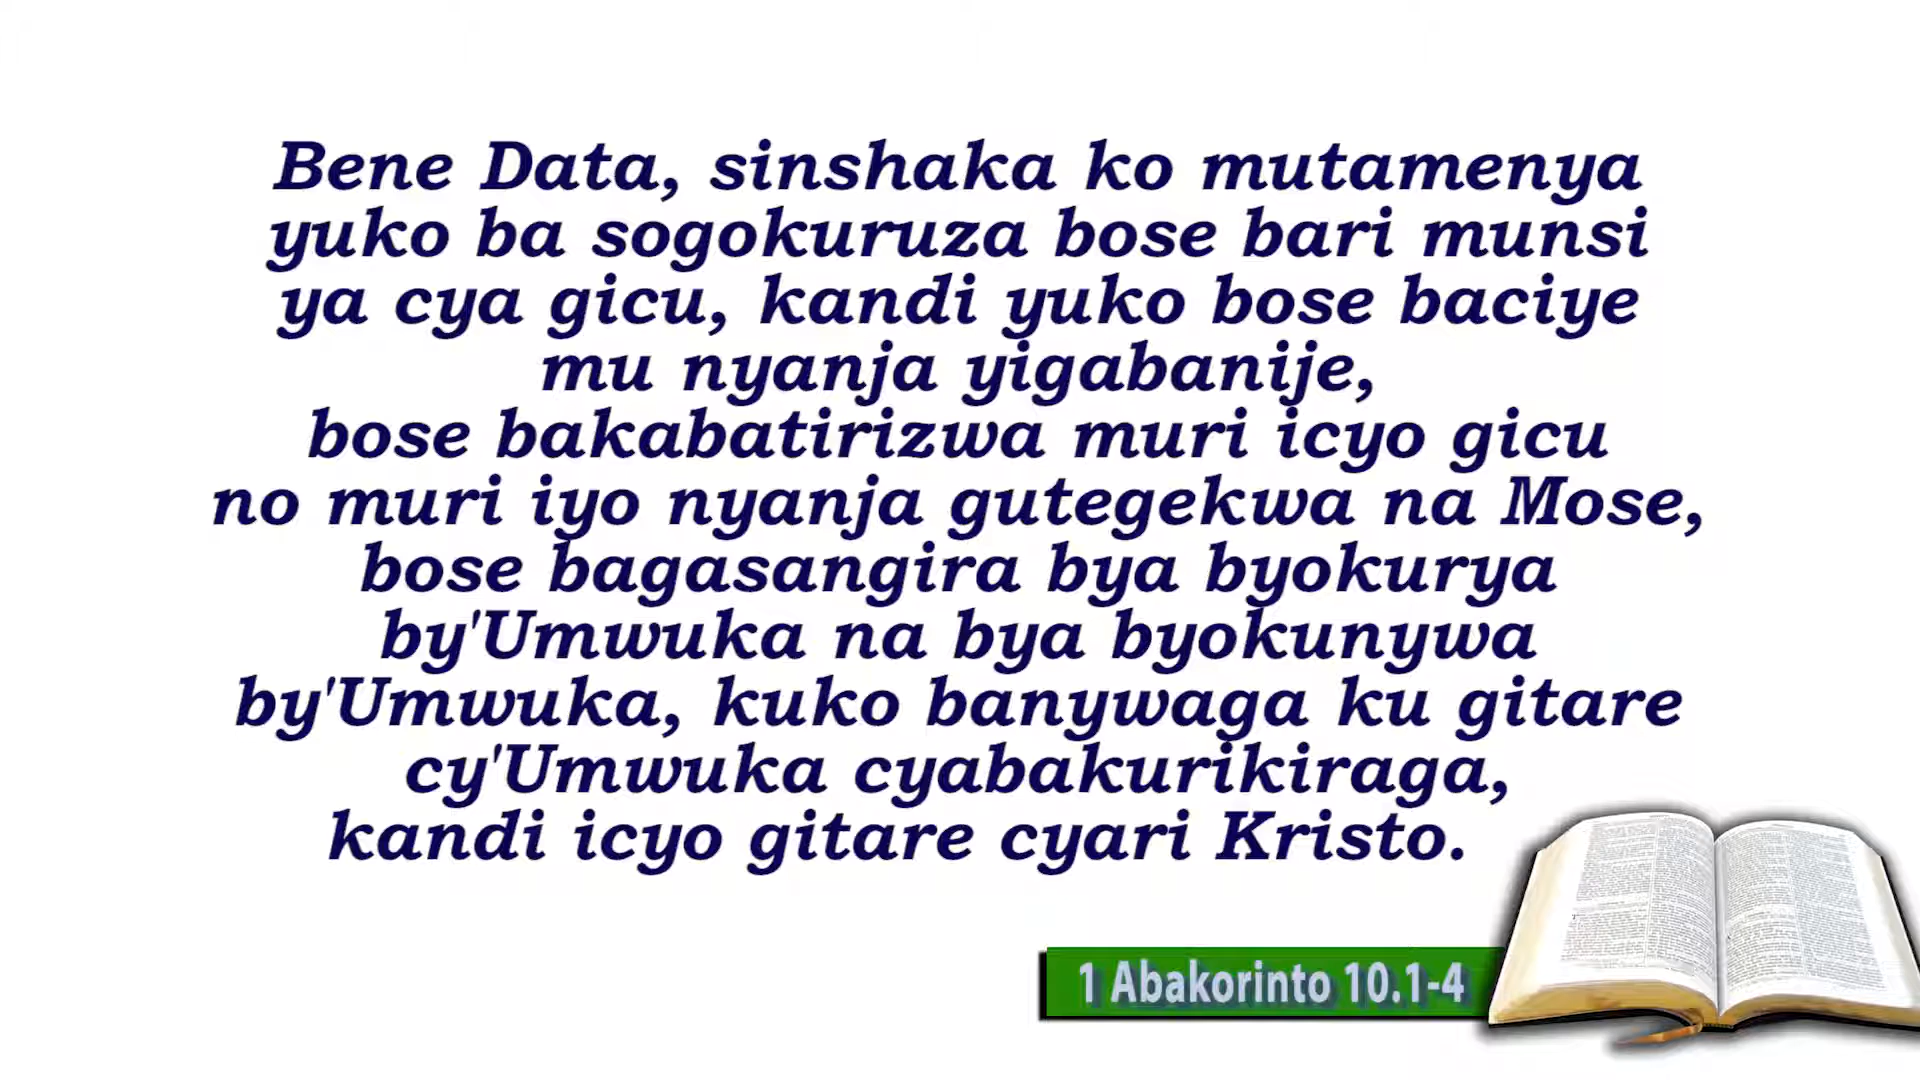 Bene Data, sinshaka ko mutamenya
yuko ba sogokuruza bose bari munsi
ya cya gicu, kandi yuko bose baciye
mu nyanja yigabanije,
bose bakabatirizwa muri icyo gicu
no muri iyo nyanja gutegekwa na Mose,
bose bagasangira bya byokurya
by'Umwuka na bya byokunywa
by'Umwuka, kuko banywaga ku gitare
cy'Umwuka cyabakurikiraga,
kandi icyo gitare cyari Kristo.
1 Abakorinto 10.1-4